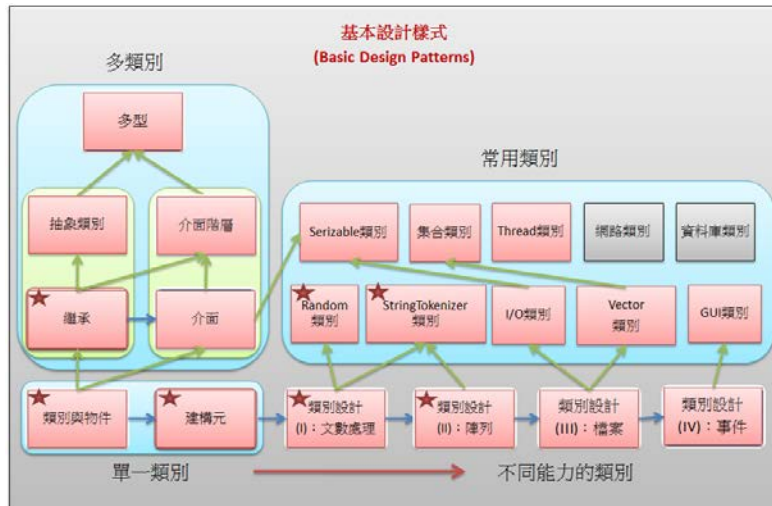 基本設計樣式
(Basic Design Patterns)
多類別
多型
常用類別
抽象類別
介面階層
Serizable類別
集合類別
Thread類別
網路類別
資料庫類別
繼承
介面
Random
類別
StringTokenizer
類別
I/O類別
Vector
類別
GUI類別
類別與物件
建構元
類別設計
(I)：文數處理
類別設計
(II)：陣列
類別設計
(III)：檔案
類別設計
(IV)：事件
單一類別
不同能力的類別